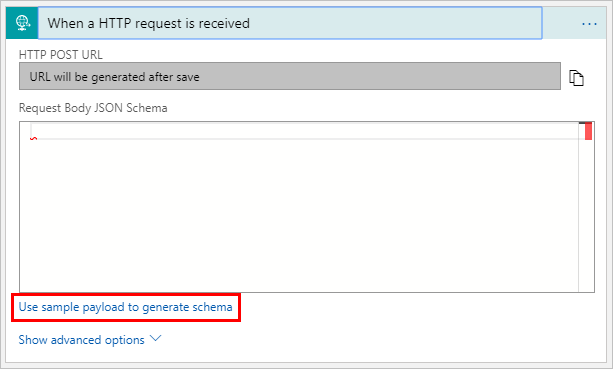 When a HTTP request is received
HTTP POST URL
URL will be generated after save
Request Body JSON Schema
Use sample payload to generate schema
Show advanced options